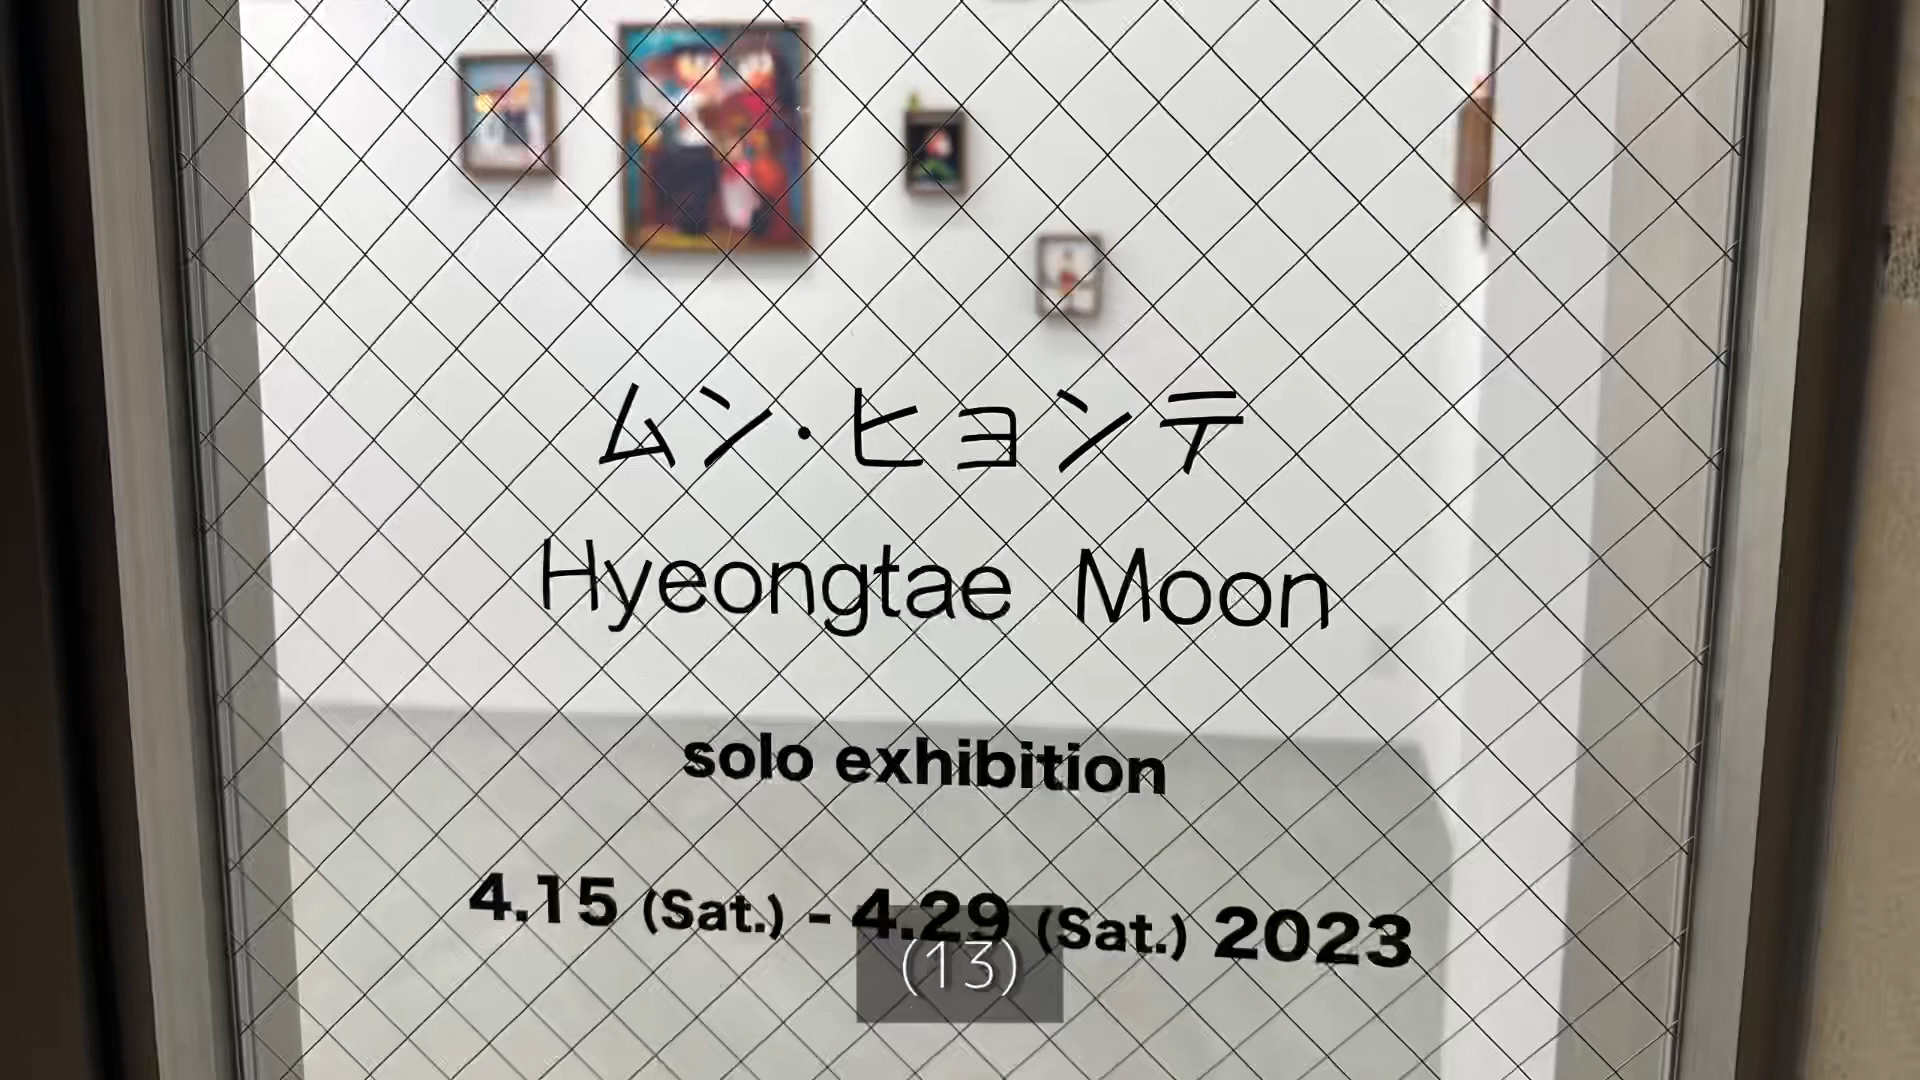 ムン・ヒョンテ
Hyeongtae Moon
solo exhibition
4.15 (Sat.) - 4.29 (Sat.) 2023
(13)